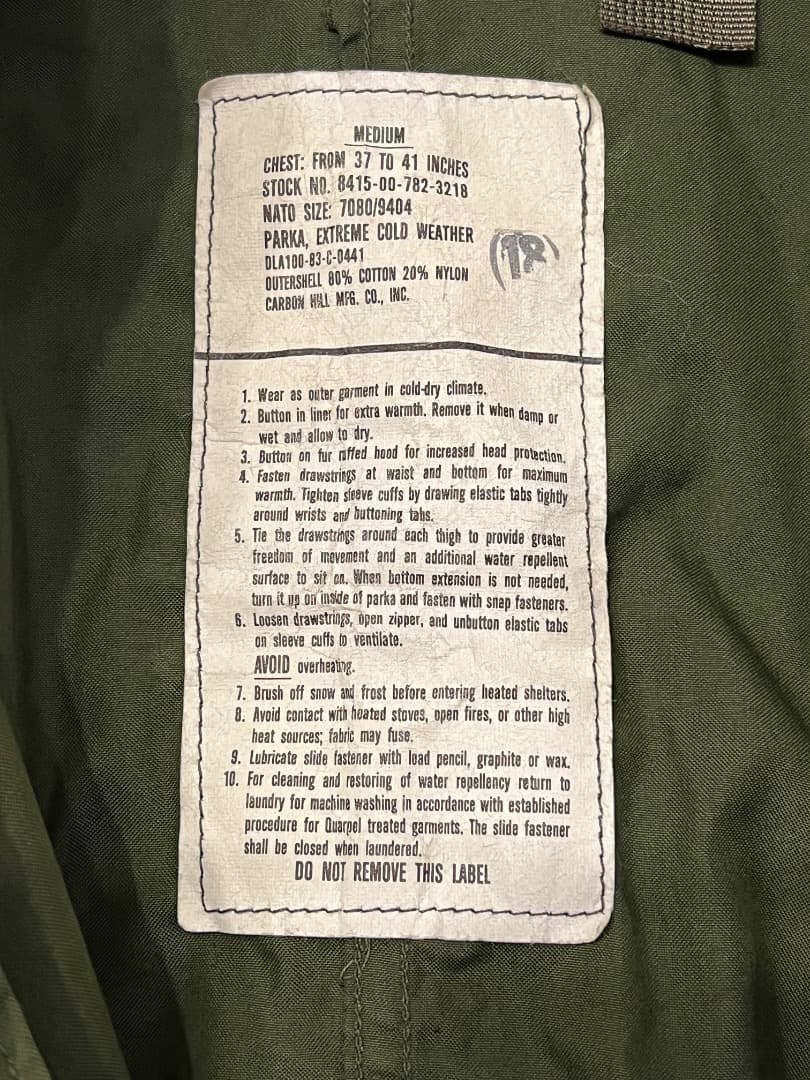 MEDIUM
CHEST: FROM 37 TO 41 INCHES
STOCK NO. 8415-00-782-3218
NATO SIZE: 7080/9404
PARKA, EXTREME COLD WEATHER
(18)
DLA100-83-C-0441
OUTERSHELL 80% COTTON 20% NYLON
CARBON HILL MFG. CO., INC.
1. Wear as outer garment in cold-dry climate.
2. Button in liner for extra warmth. Remove it when damp or
wet and allow to dry.
3. Button on fur ruffed hood for increased head protection.
4. Fasten drawstrings at waist and bottom for maximum
warmth. Tighten sleeve cuffs by drawing elastic tabs tightly
around wrists and buttoning tabs.
5. Tie the drawstrings around each thigh to provide greater
freedom of movement and an additional water repellent
surface to sit on. When bottom extension is not needed,
turn it up on inside of parka and fasten with snap fasteners.
6. Loosen drawstrings, open zipper, and unbutton elastic tabs
on sleeve cuffs to ventilate.
AVOID overheating.
7. Brush off snow and frost before entering heated shelters.
8. Avoid contact with heated stoves, open fires, or other high
heat sources; fabric may fuse.
9. Lubricate slide fastener with lead pencil, graphite or wax.
10. For cleaning and restoring of water repellency return to
laundry for machine washing in accordance with established
procedure for Quarpel treated garments. The slide fastener
shall be closed when laundered.
DO NOT REMOVE THIS LABEL